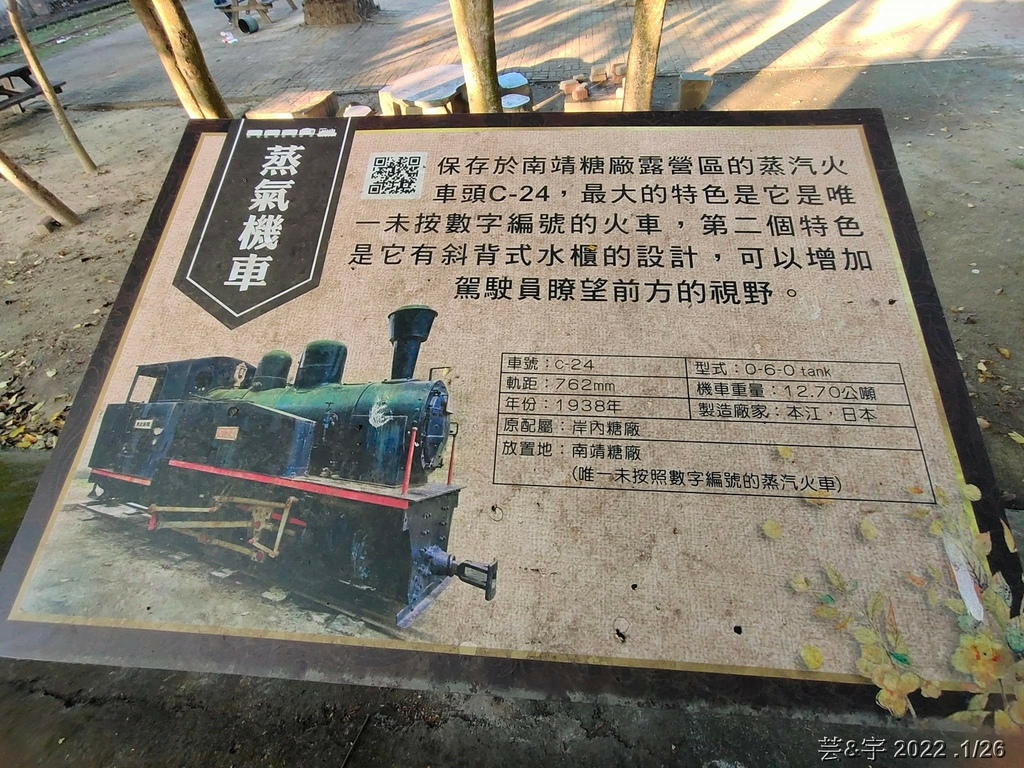 蒸氣機車
保存於南靖糖廠露營區的蒸汽火
車頭C-24，最大的特色是它是唯
一未按數字編號的火車，第二個特色
是它有斜背式水櫃的設計，可以增加
駕駛員瞭望前方的視野。
車號：C-24
型式：0-6-0 tank
軌距：762mm
機車重量：12.70公噸
年份：1938年
製造廠家：本江，日本
原配屬：岸內糖廠
放置地：南靖糖廠
(唯一未按照數字編號的蒸汽火車)
芸&宇 2022 .1/26